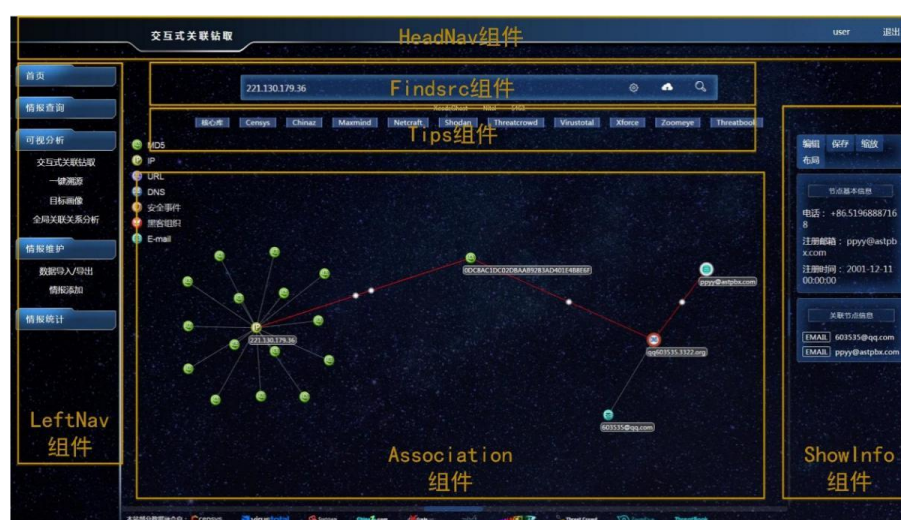 交互式关联钻取
HeadNav组件
user
退出
首页
情报查询
可视分析
交互式关联钻取
一键溯源
目标画像
全局关联关系分析
情报维护
数据导入/导出
情报添加
情报统计
LeftNav
组件
221.130.179.36
Findsrc组件
核心库
Censys
Chinaz
Maxmind
Netcraft
Shodan
Threatcrowd
Virustotal
Xforce
Zoomeye
Threatbook
Tips组件
MD5
IP
URL
DNS
安全事件
黑客组织
E-mail
0DC8AC1DC02DBAAB92B3AD401E4B8E6F
ppyy@astpbx.com
221.130.179.36
qq603535.3322.org
603535@qq.com
Association
组件
编辑
保存
缩放
布局
节点基本信息
电话： +86.5196888716
8
注册邮箱： ppyy@astpb
x.com
注册时间： 2001-12-11
00:00:00
关联节点信息
EMAIL 603535@qq.com
EMAIL ppyy@astpbx.com
ShowInfo
组件